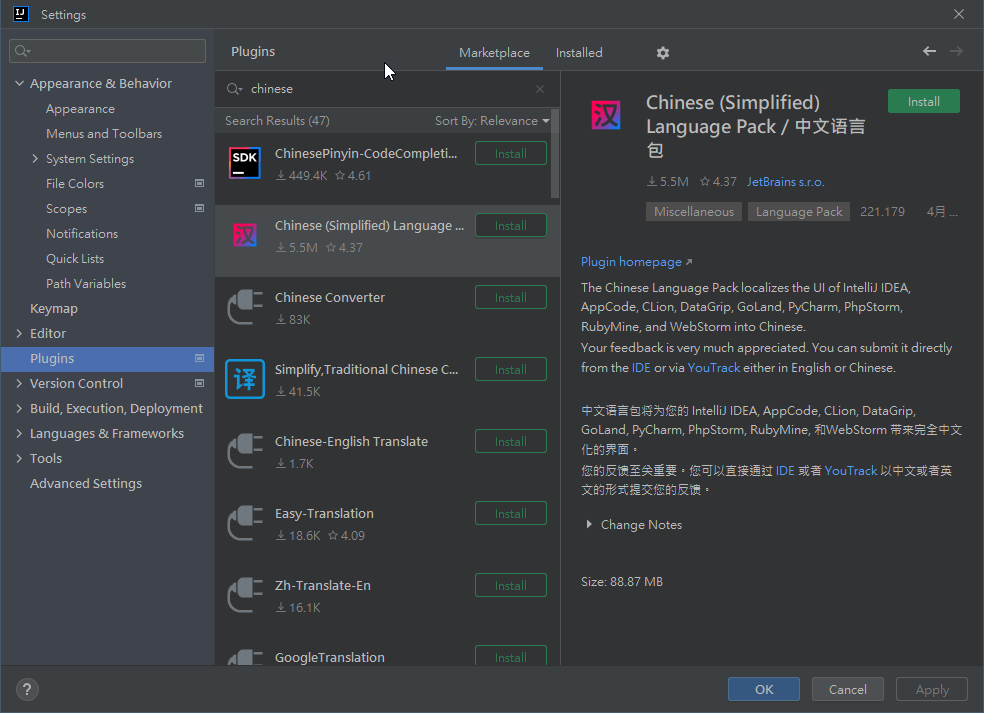 IJ Settings
Appearance & Behavior
Appearance
Menus and Toolbars
System Settings
File Colors
Scopes
Notifications
Quick Lists
Path Variables
Keymap
Editor
Plugins
Version Control
Build, Execution, Deployment
Languages & Frameworks
Tools
Advanced Settings
Plugins Marketplace Installed
chinese
Search Results (47) Sort By: Relevance
SDK
ChinesePinyin-CodeCompleti... Install
449.4K 4.61
汉
Chinese (Simplified) Language ... Install
5.5M 4.37
Chinese Converter Install
83K
译
Simplify,Traditional Chinese C... Install
41.5K
Chinese-English Translate Install
1.7K
Easy-Translation Install
18.6K 4.09
Zh-Translate-En Install
16.1K
GoogleTranslation Install
汉
Chinese (Simplified) Install
Language Pack / 中文语言
包
5.5M 4.37 JetBrains s.r.o.
Miscellaneous Language Pack 221.179 4月 ...
Plugin homepage
The Chinese Language Pack localizes the UI of IntelliJ IDEA,
AppCode, CLion, DataGrip, GoLand, PyCharm, PhpStorm,
RubyMine, and WebStorm into Chinese.
Your feedback is very much appreciated. You can submit it directly
from the IDE or via YouTrack either in English or Chinese.
中文语言包将为您的 IntelliJ IDEA, AppCode, CLion, DataGrip,
GoLand, PyCharm, PhpStorm, RubyMine, 和WebStorm 带来完全中文
化的界面。
您的反馈至关重要。您可以直接通过 IDE 或者 YouTrack 以中文或者英
文的形式提交您的反馈。
Change Notes
Size: 88.87 MB
? OK Cancel Apply